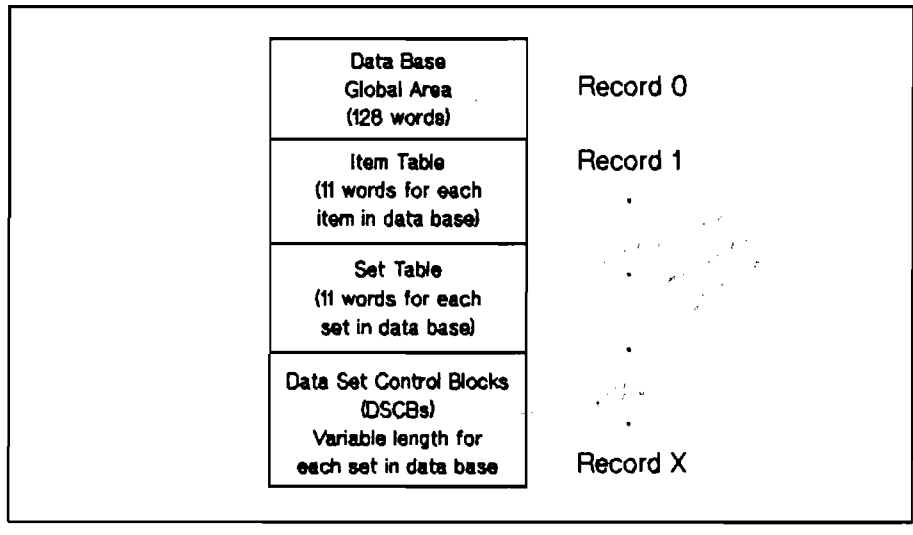 Data Base
Global Area
(128 words)
Record 0
Item Table
(11 words for each
item in data base)
Record 1
Set Table
(11 words for each
set in data base)
Data Set Control Blocks
(DSCBs)
Variable length for
each set in data base
Record X